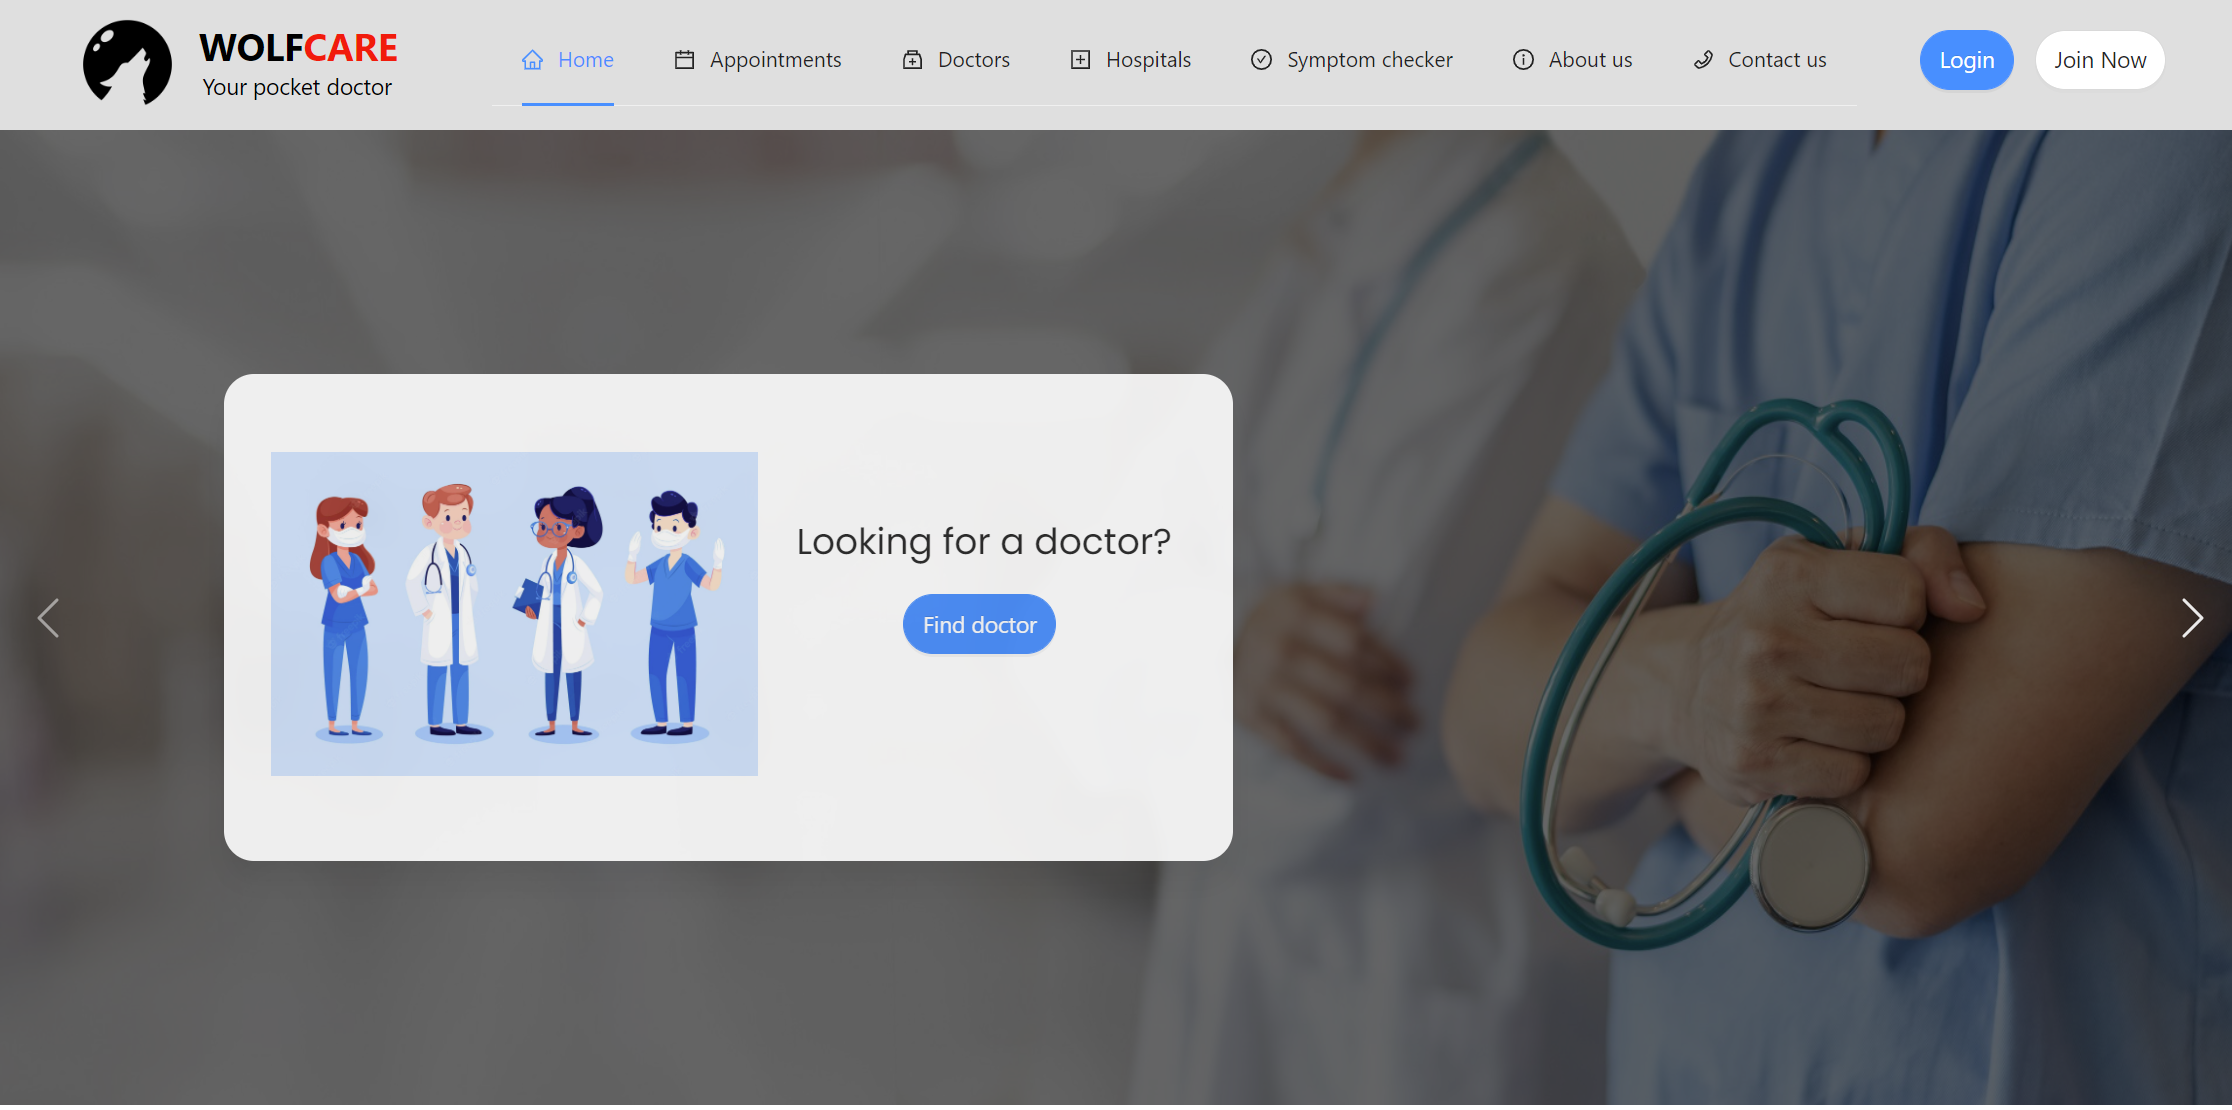 WOLFCARE
Your pocket doctor
Home
Appointments
Doctors
Hospitals
Symptom checker
About us
Contact us
Login
Join Now
Looking for a doctor?
Find doctor